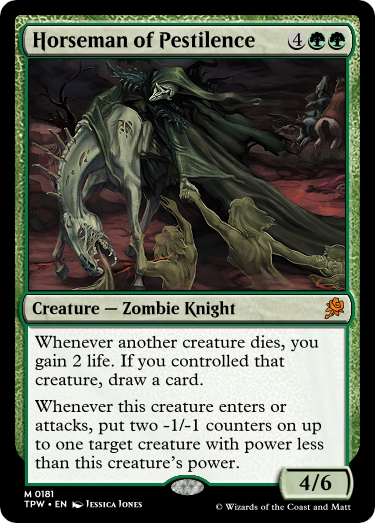 Horseman of Pestilence 4
Creature — Zombie Knight
Whenever another creature dies, you
gain 2 life. If you controlled that
creature, draw a card.
Whenever this creature enters or
attacks, put two -1/-1 counters on up
to one target creature with power less
than this creature's power.
4/6
M 0181
TPW • EN Jessica Jones
© Wizards of the Coast and Matt